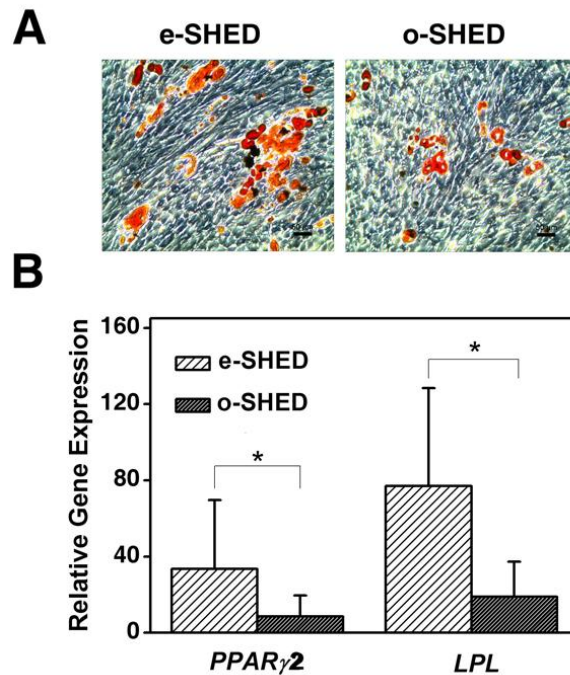 A
e-SHED o-SHED
B
160
120
80
40
0
Relative Gene Expression
e-SHED
o-SHED
*
*
PPARγ2 LPL